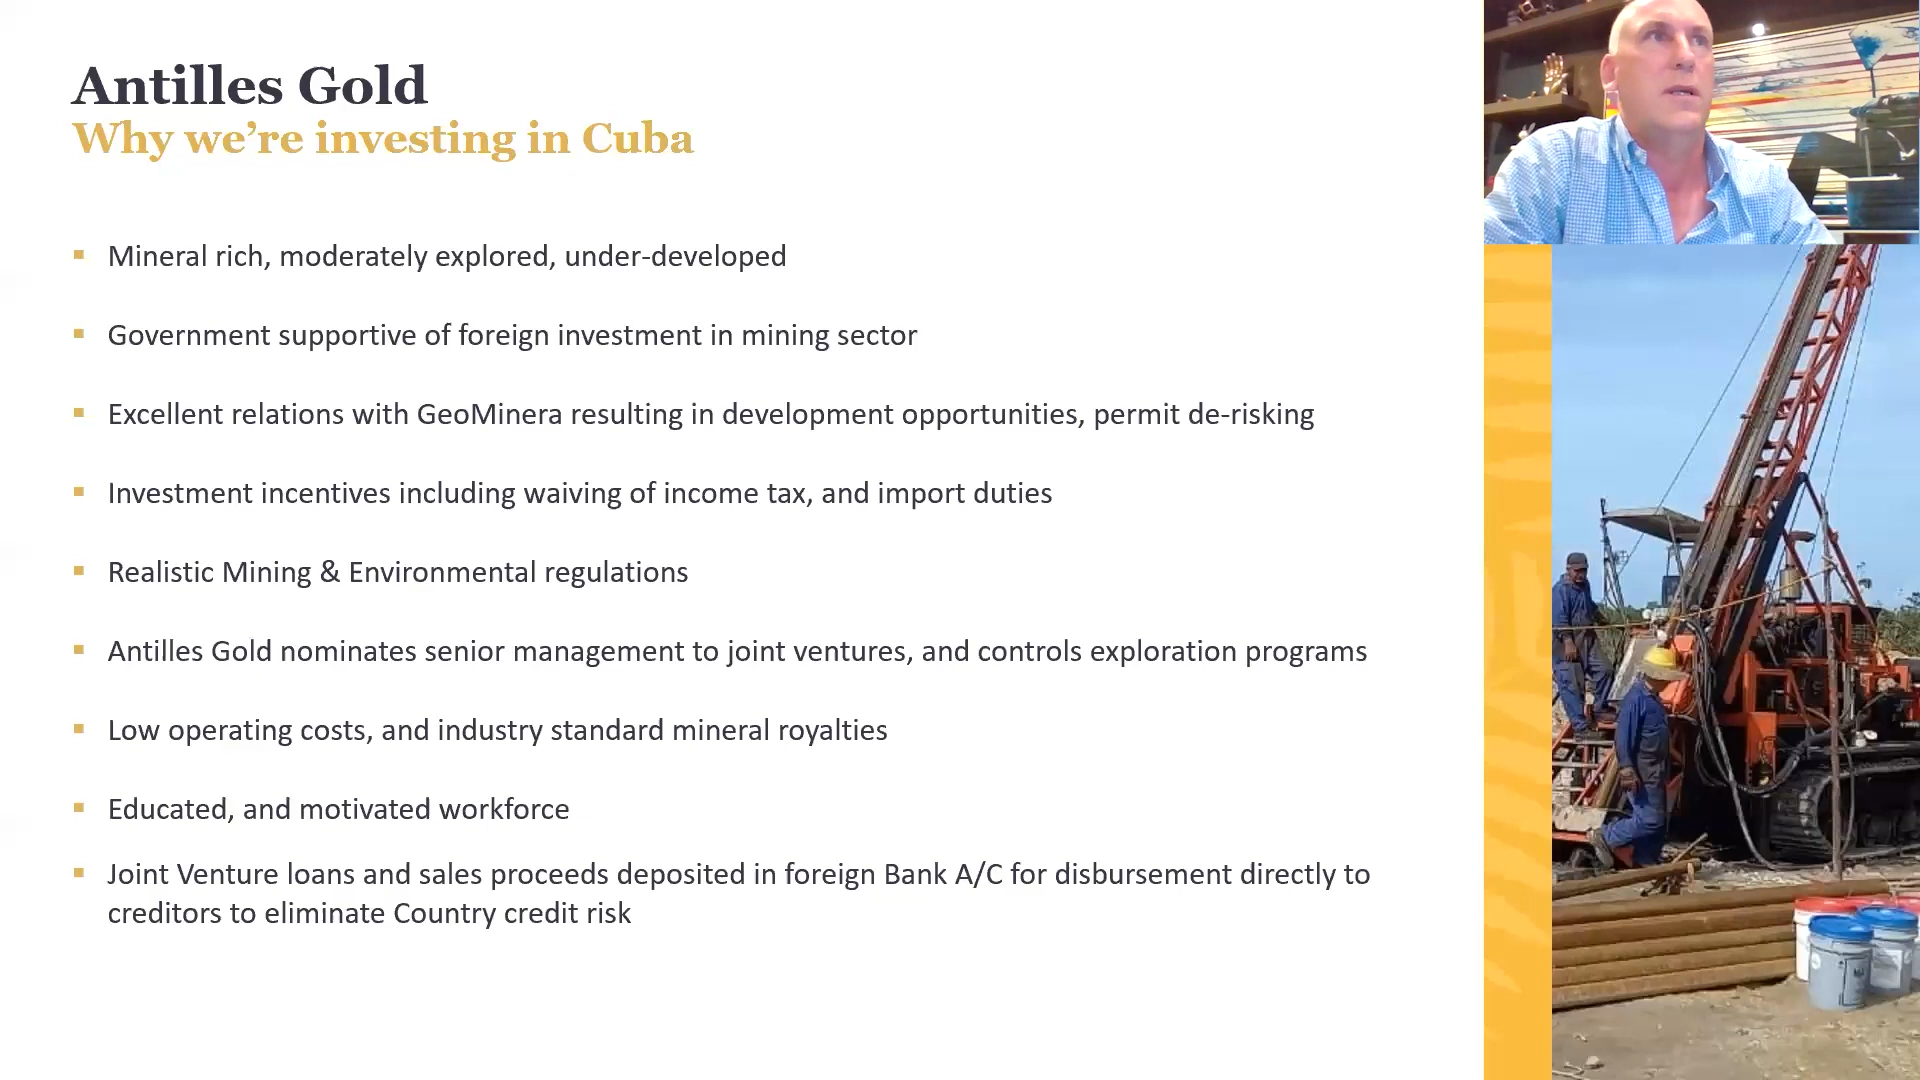 Antilles Gold
Why we’re investing in Cuba
▪ Mineral rich, moderately explored, under-developed
▪ Government supportive of foreign investment in mining sector
▪ Excellent relations with GeoMinera resulting in development opportunities, permit de-risking
▪ Investment incentives including waiving of income tax, and import duties
▪ Realistic Mining & Environmental regulations
▪ Antilles Gold nominates senior management to joint ventures, and controls exploration programs
▪ Low operating costs, and industry standard mineral royalties
▪ Educated, and motivated workforce
▪ Joint Venture loans and sales proceeds deposited in foreign Bank A/C for disbursement directly to
creditors to eliminate Country credit risk